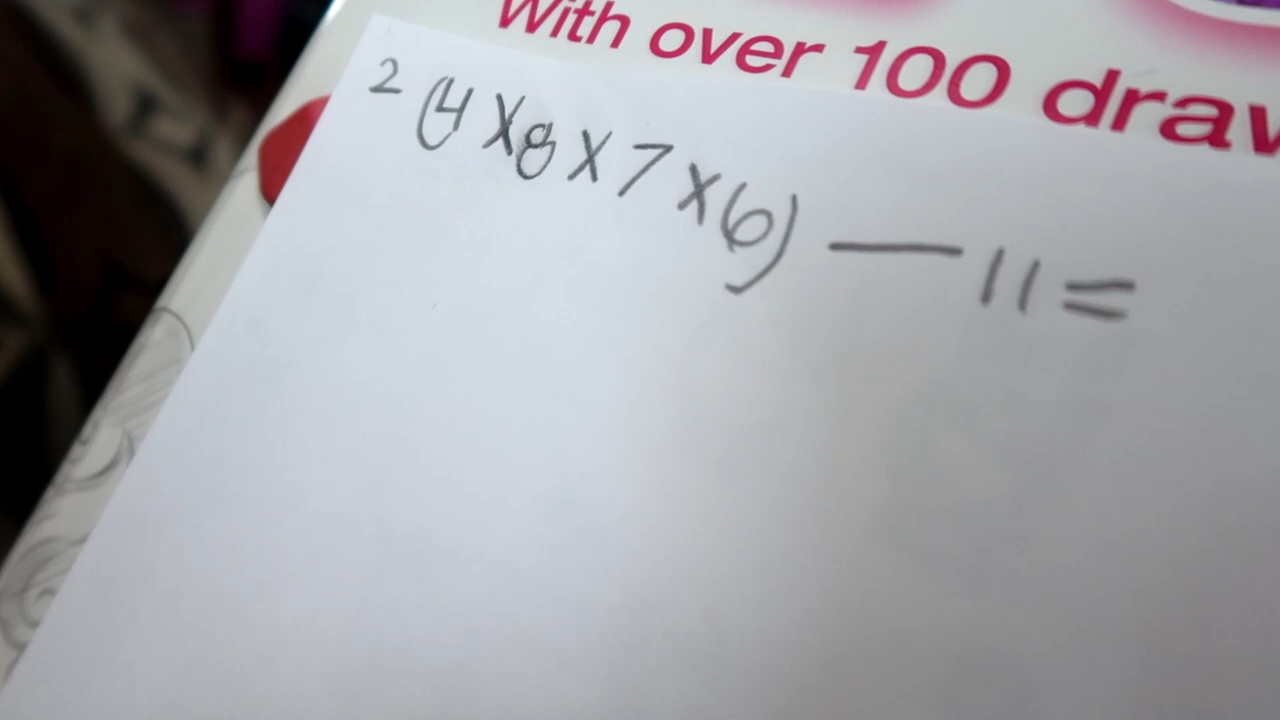 With over 100 draw
2 (4 X 8 X 7 X 6) — 11 =